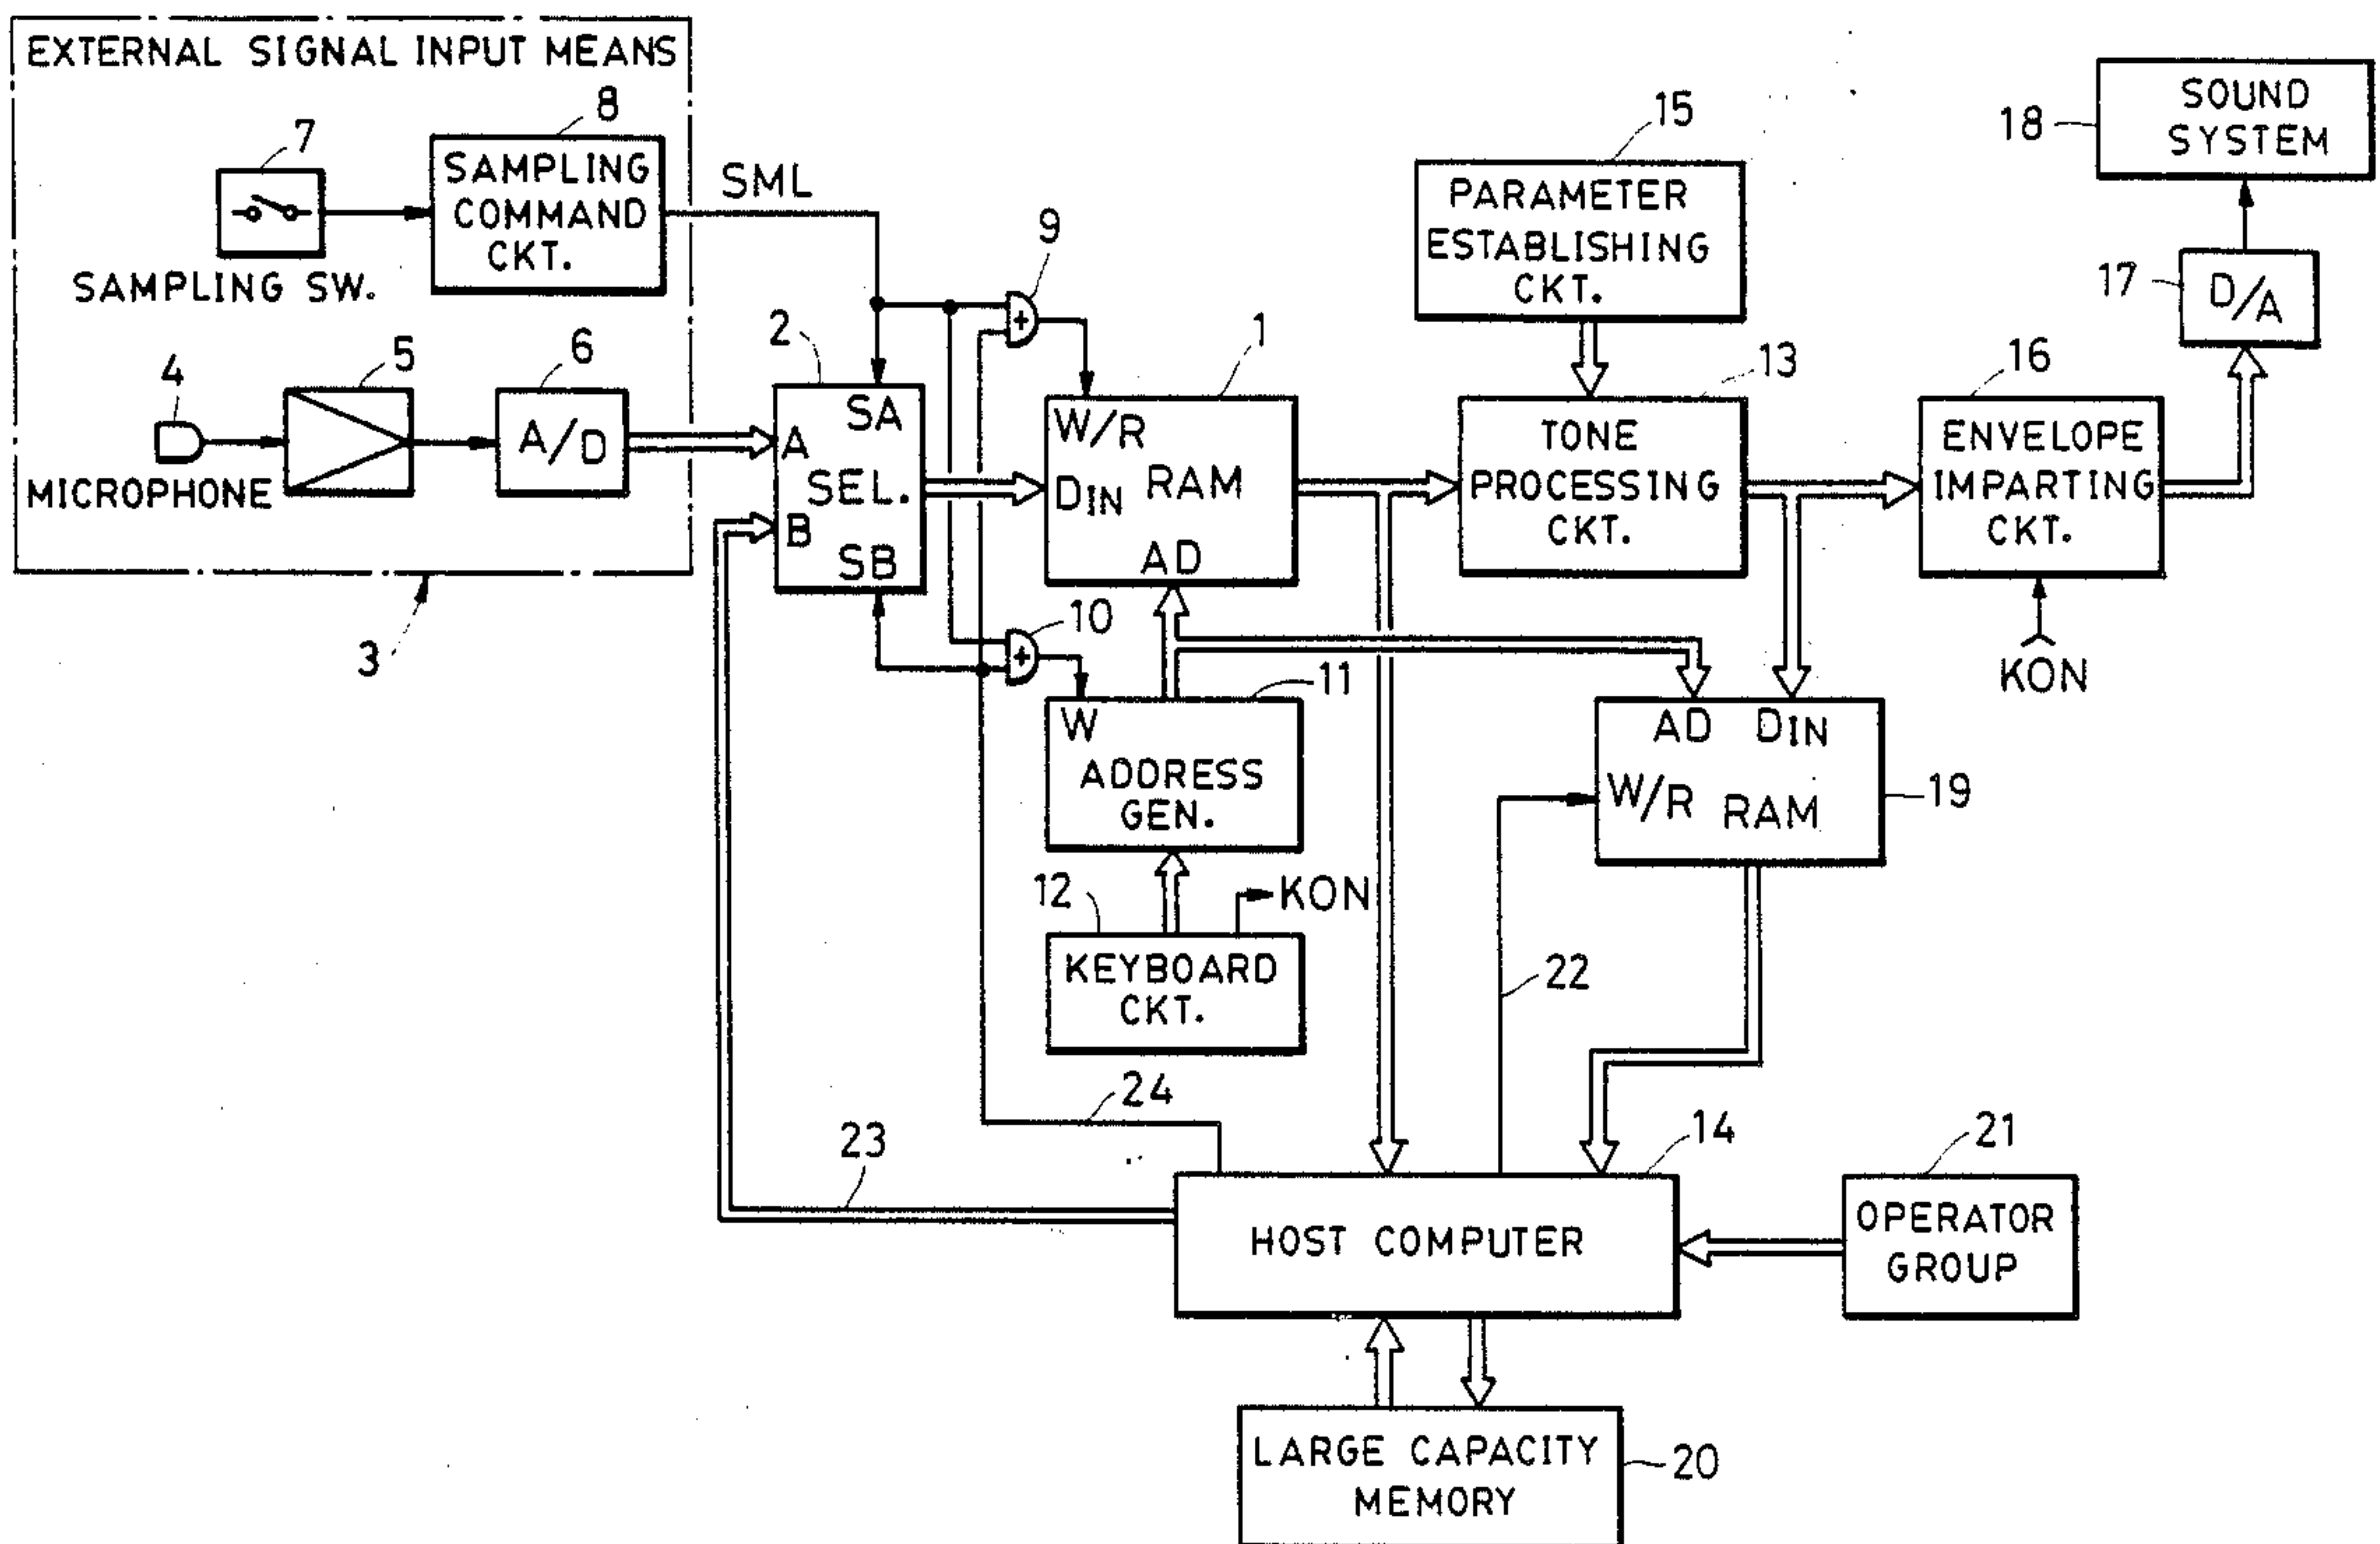 EXTERNAL SIGNAL INPUT MEANS
7
8
SAMPLING
COMMAND
CKT.
SAMPLING SW.
SML
4
5
6
A/D
MICROPHONE
3
2
SA
A
SEL.
B
SB
9
+
10
+
1
W/R
RAM
DIN
AD
11
W
ADDRESS
GEN.
12
KON
KEYBOARD
CKT.
15
PARAMETER
ESTABLISHING
CKT.
13
TONE
PROCESSING
CKT.
16
ENVELOPE
IMPARTING
CKT.
KON
17
D/A
18
SOUND
SYSTEM
AD DIN
W/R RAM
19
22
24
23
14
HOST COMPUTER
21
OPERATOR
GROUP
LARGE CAPACITY
MEMORY
20